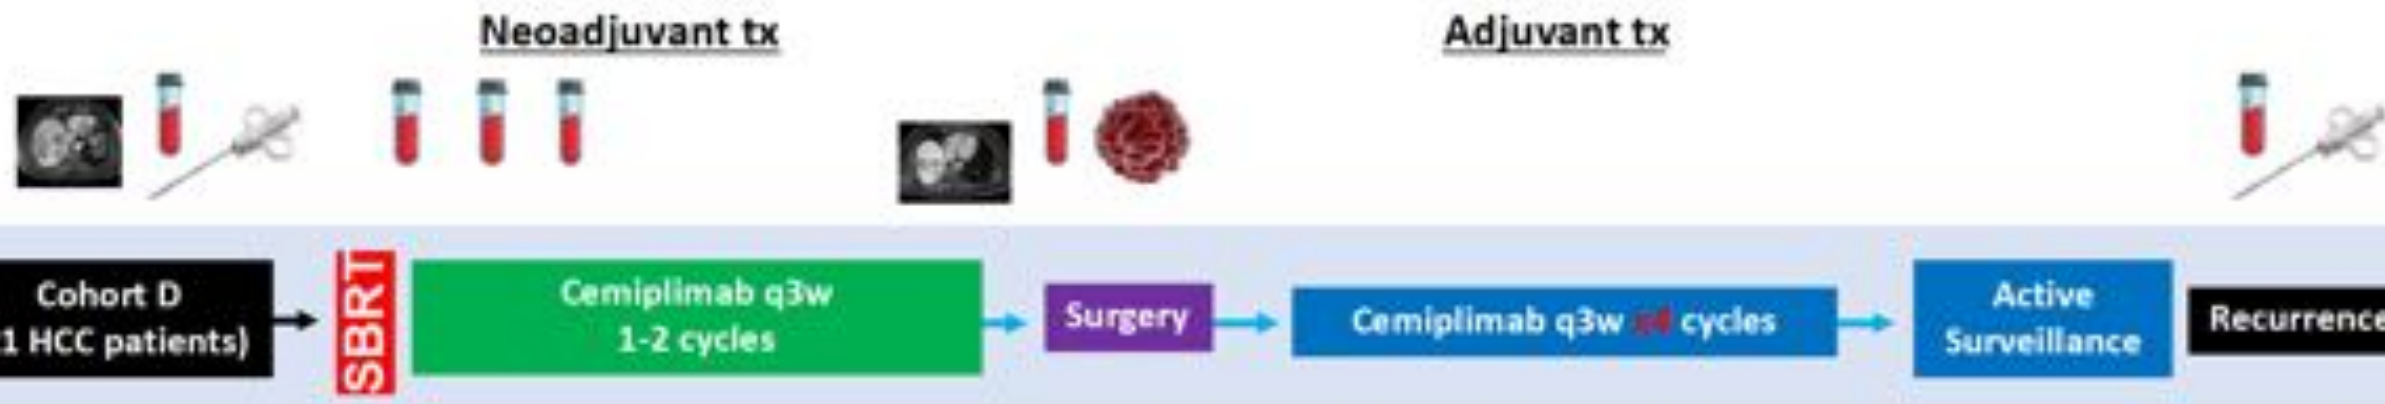 Neoadjuvant tx
Adjuvant tx
Cohort D
1 HCC patients)
SBRT
Cemiplimab q3w
1-2 cycles
Surgery
Cemiplimab q3w cycles
Active
Surveillance
Recurrence